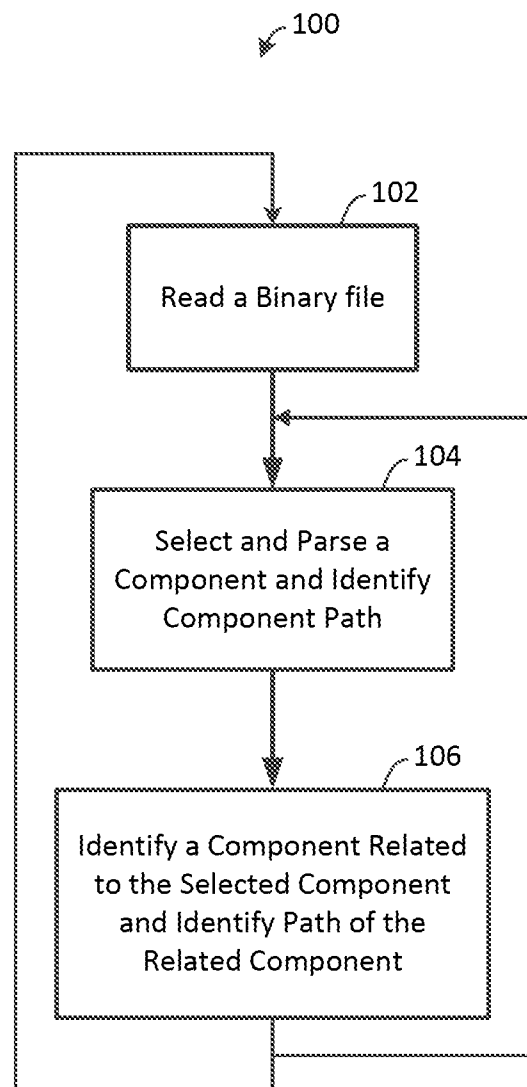 100
102
Read a Binary file
104
Select and Parse a
Component and Identify
Component Path
106
Identify a Component Related
to the Selected Component
and Identify Path of the
Related Component